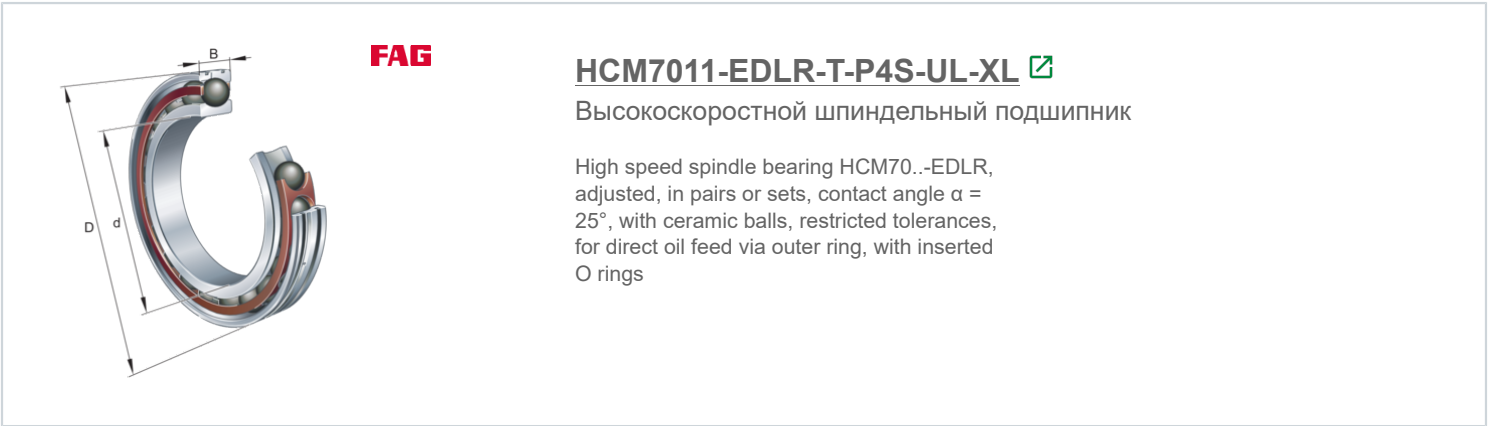 B
FAG
D
d
HCM7011-EDLR-T-P4S-UL-XL
Высокоскоростной шпиндельный подшипник
High speed spindle bearing HCM70..-EDLR,
adjusted, in pairs or sets, contact angle α =
25°, with ceramic balls, restricted tolerances,
for direct oil feed via outer ring, with inserted
O rings